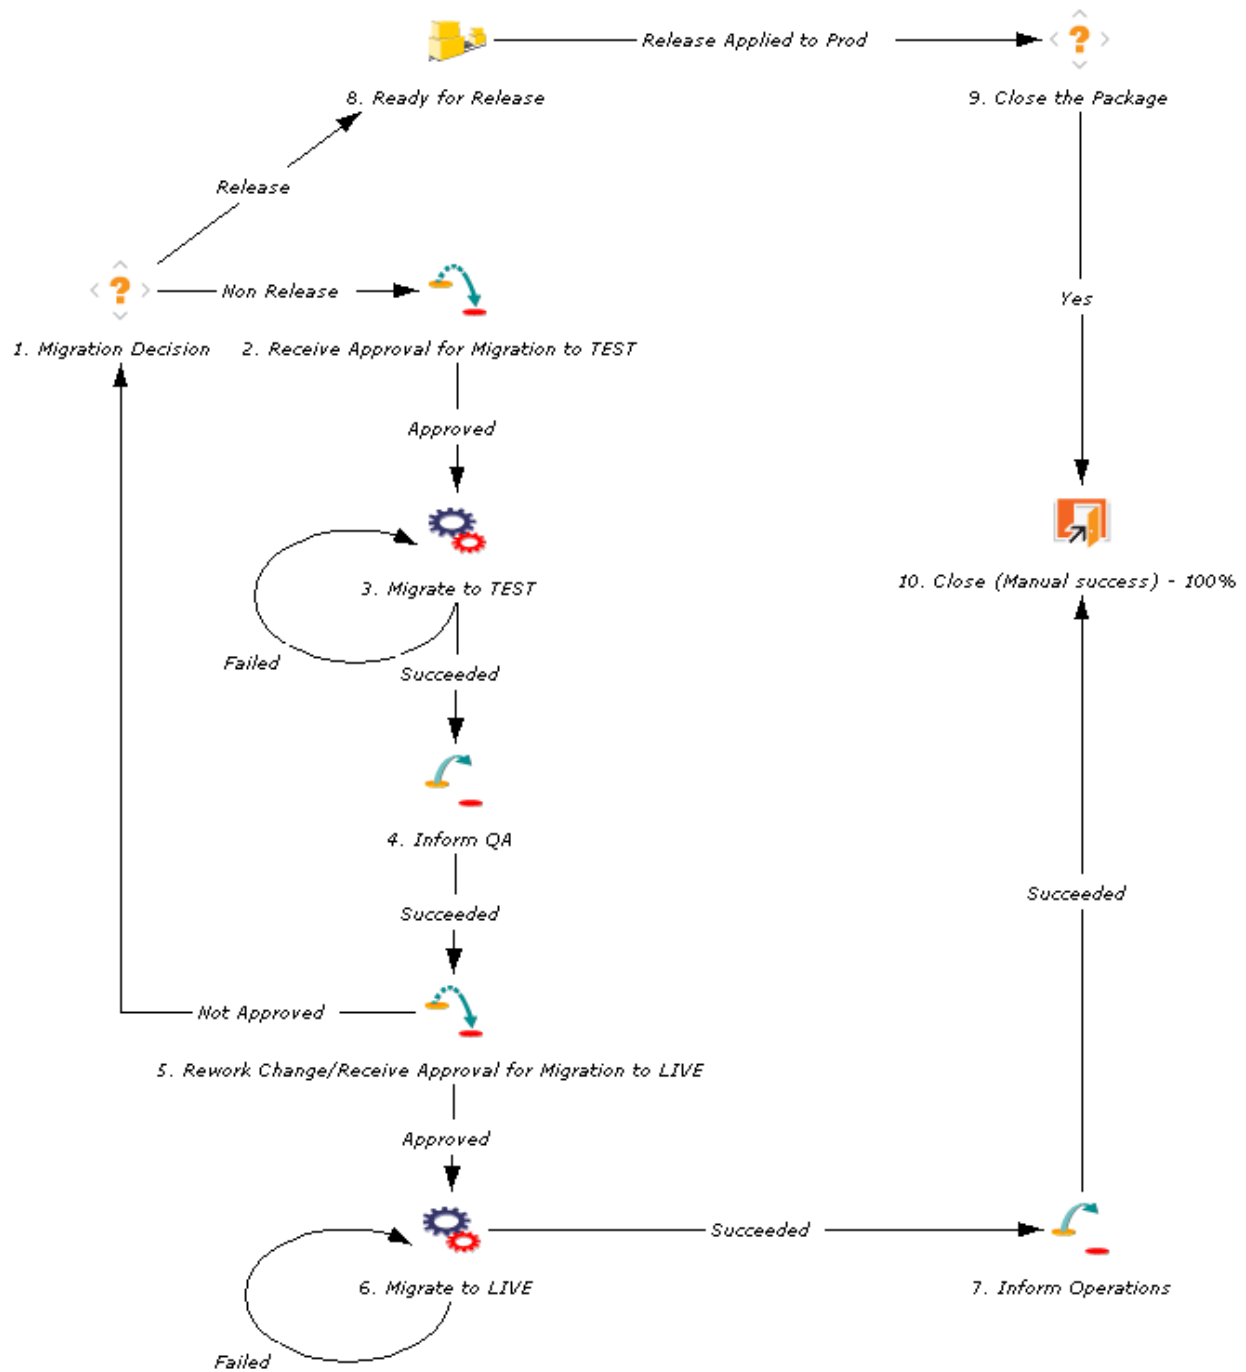 Release Applied to Prod
8. Ready for Release
9. Close the Package
Release
Non Release
Yes
1. Migration Decision
2. Receive Approval for Migration to TEST
Approved
3. Migrate to TEST
10. Close (Manual success) - 100%
Failed
Succeeded
4. Inform QA
Succeeded
Succeeded
Not Approved
5. Rework Change/Receive Approval for Migration to LIVE
Approved
Succeeded
6. Migrate to LIVE
7. Inform Operations
Failed